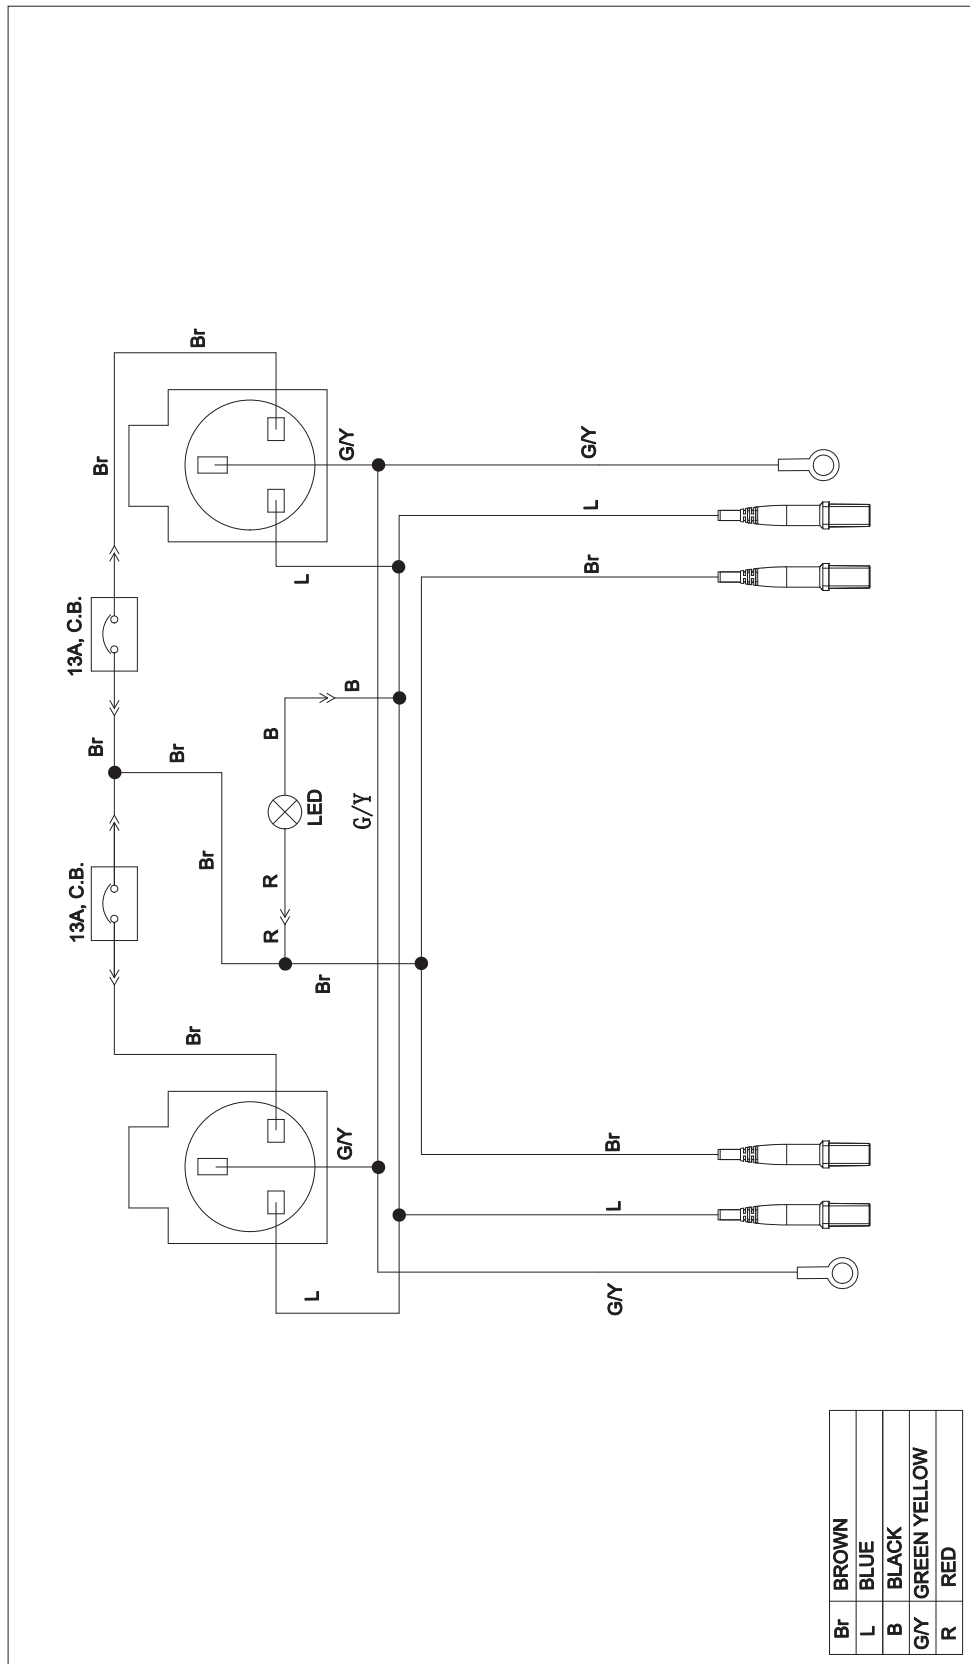 13A, C.B.
13A, C.B.
Br
Br
Br
Br
Br
Br
R
R
B
L
L
LED
Br
G/Y
B
G/Y
G/Y
G/Y
L
Br
Br
L
G/Y
Br BROWN
L BLUE
B BLACK
G/Y GREEN YELLOW
R RED